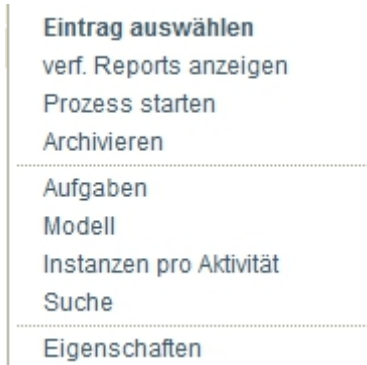 Eintrag auswählen
verf. Reports anzeigen
Prozess starten
Archivieren
Aufgaben
Modell
Instanzen pro Aktivität
Suche
Eigenschaften